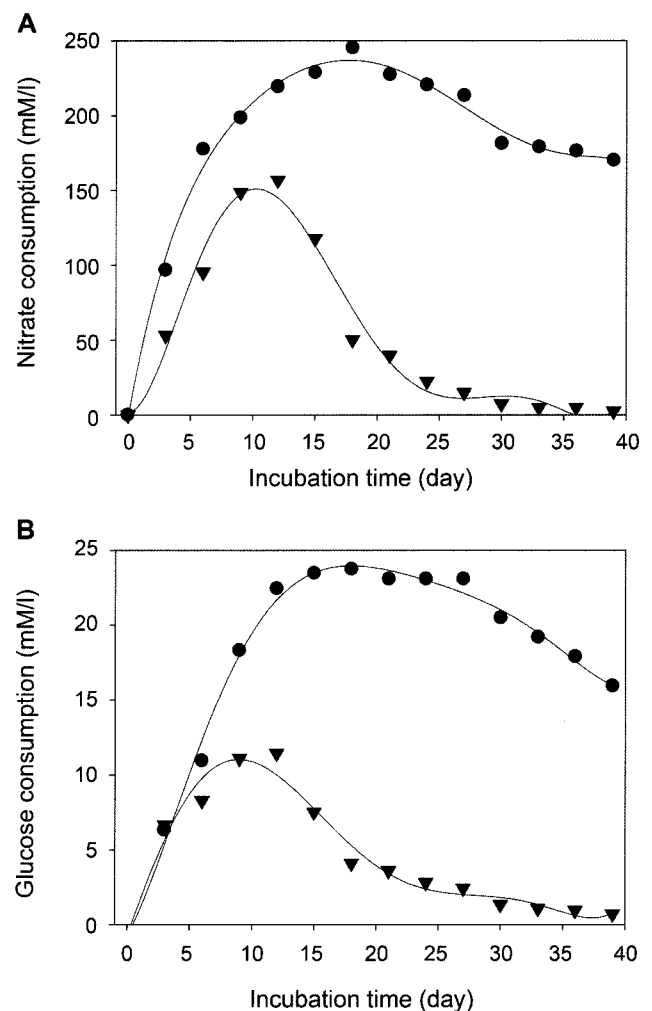 A
250
200
150
100
50
0
Nitrate consumption (mM/l)
0 5 10 15 20 25 30 35 40
Incubation time (day)
B
25
20
15
10
5
0
Glucose consumption (mM/l)
0 5 10 15 20 25 30 35 40
Incubation time (day)